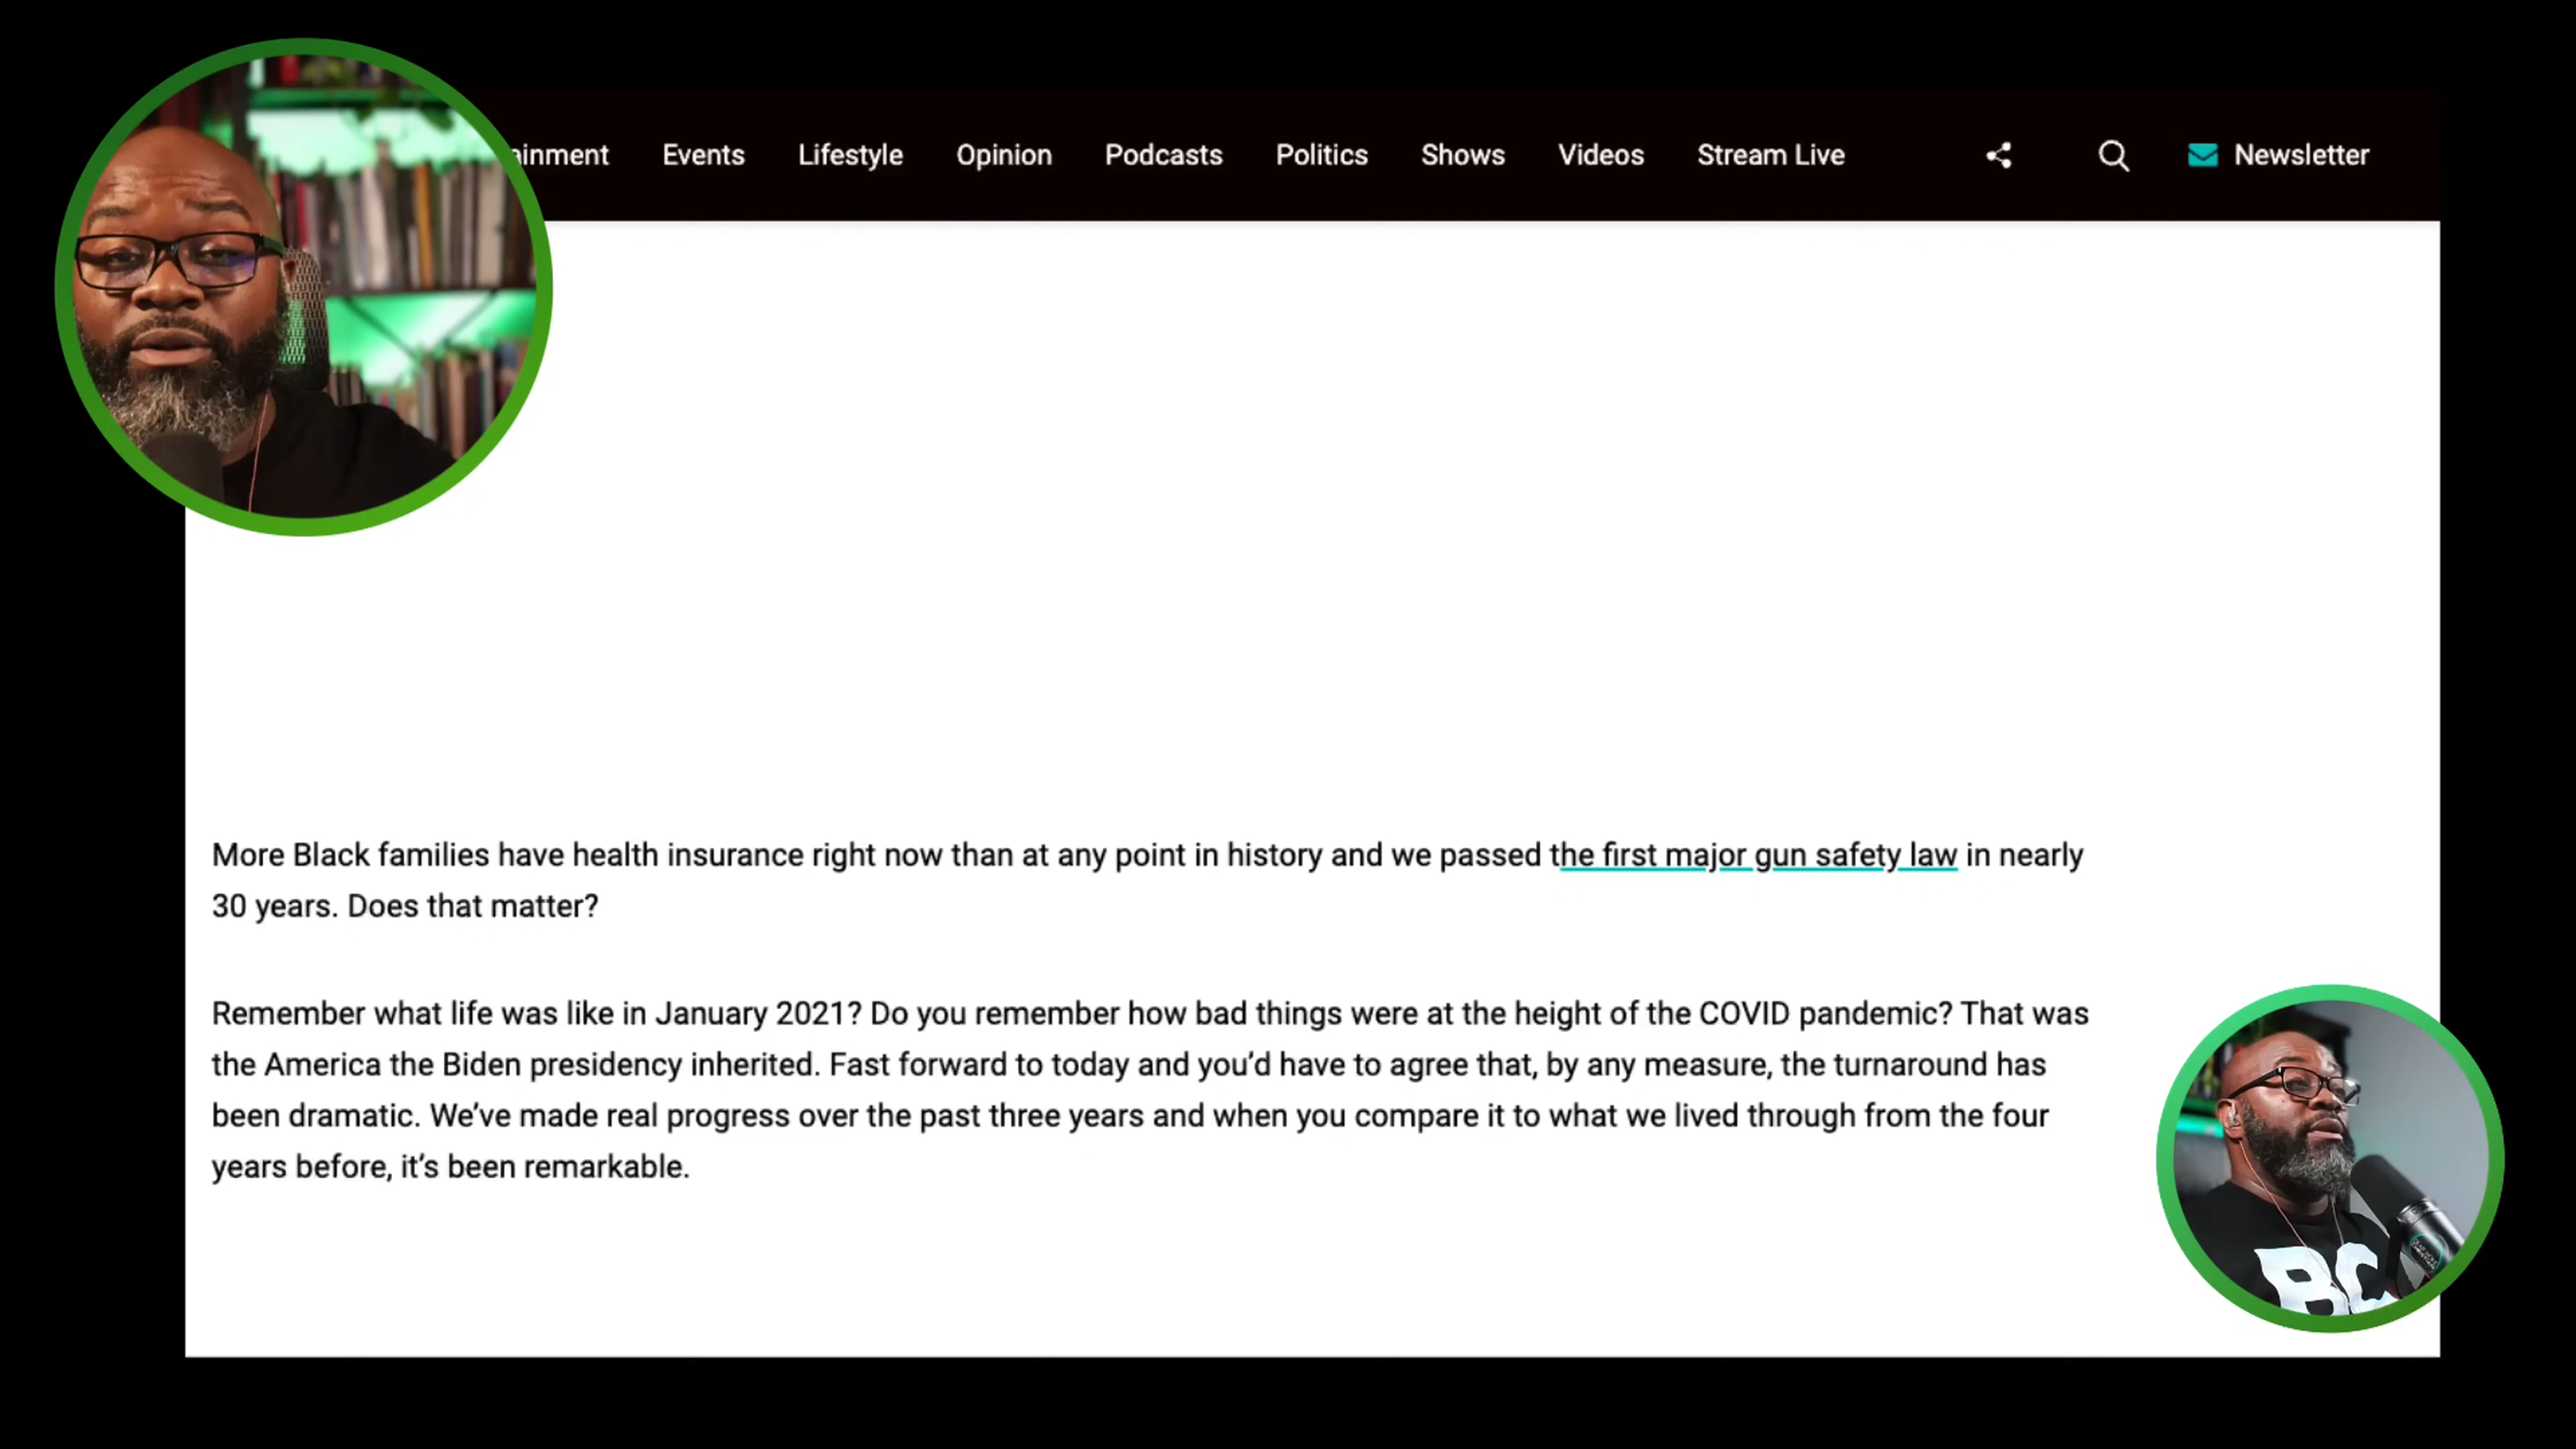 ainment Events Lifestyle Opinion Podcasts Politics Shows Videos Stream Live Newsletter
More Black families have health insurance right now than at any point in history and we passed the first major gun safety law in nearly
30 years. Does that matter?
Remember what life was like in January 2021? Do you remember how bad things were at the height of the COVID pandemic? That was
the America the Biden presidency inherited. Fast forward to today and you’d have to agree that, by any measure, the turnaround has
been dramatic. We’ve made real progress over the past three years and when you compare it to what we lived through from the four
years before, it’s been remarkable.